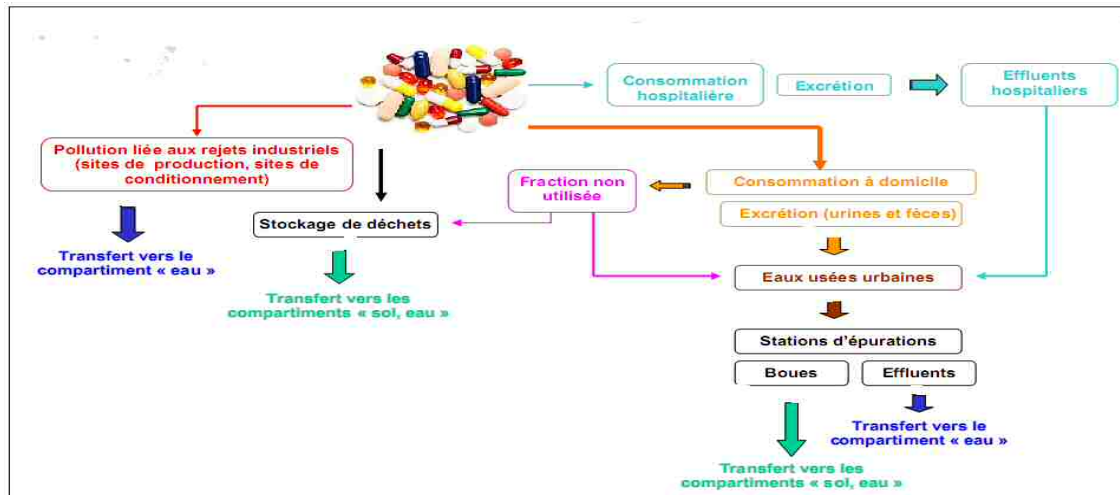 Consommation
hospitalière
Excrétion
Effluents
hospitaliers
Pollution liée aux rejets industriels
(sites de production, sites de
conditionnement)
Fraction non
utilisée
Consommation à domicile
Excrétion (urines et fèces)
Stockage de déchets
Transfert vers le
compartiment « eau »
Eaux usées urbaines
Transfert vers les
compartiments « sol, eau »
Stations d'épurations
Boues
Effluents
Transfert vers le
compartiment « eau »
Transfert vers les
compartiments « sol, eau »